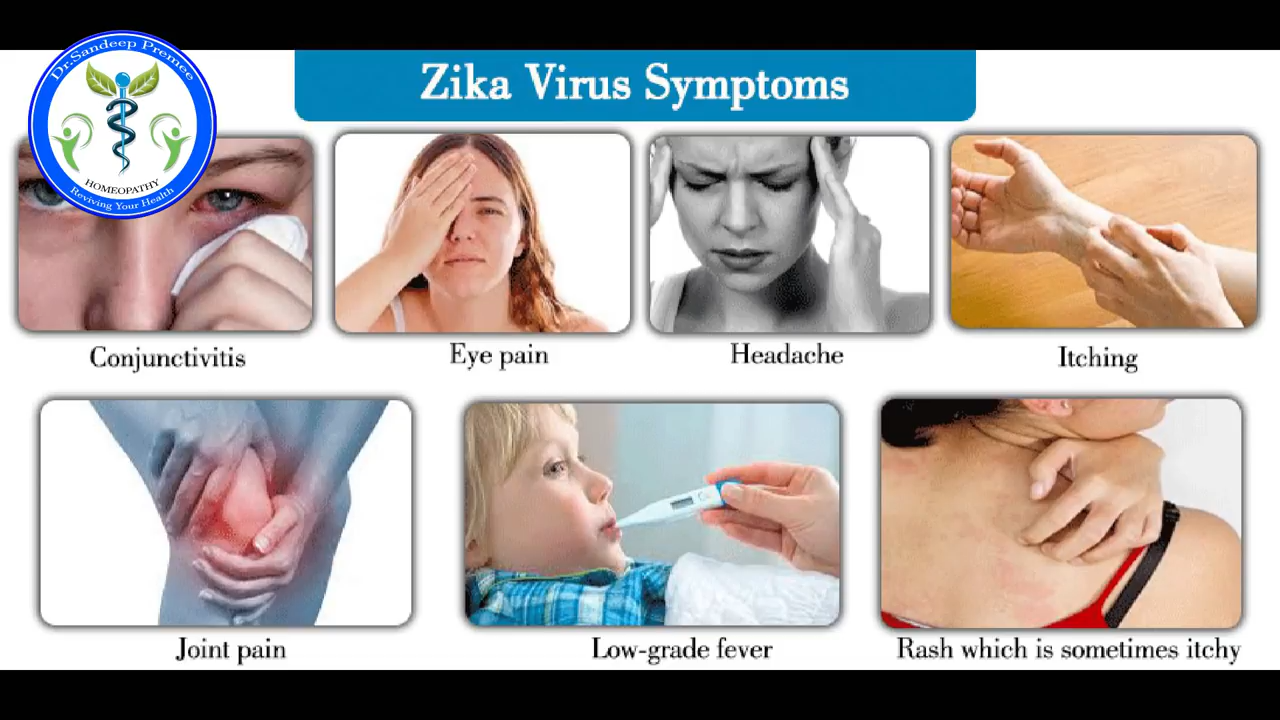 Dr.Sandeep Premee
HOMEOPATHY
Reviving Your Health
Zika Virus Symptoms
Conjunctivitis
Eye pain
Headache
Itching
Joint pain
Low-grade fever
Rash which is sometimes itchy